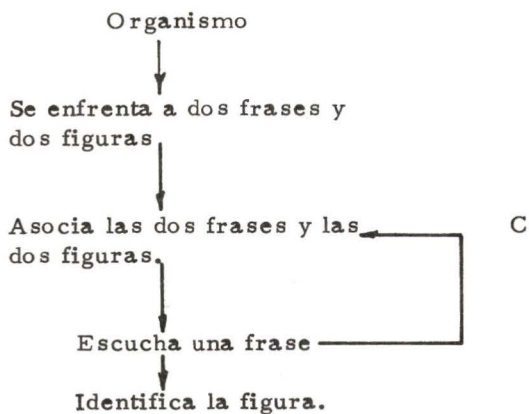 Organismo
Se enfrenta a dos frases y
dos figuras
Asocia las dos frases y las
dos figuras.
C
Escucha una frase
Identifica la figura.